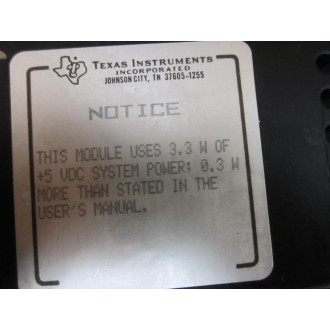 TEXAS INSTRUMENTS
INCORPORATED
JOHNSON CITY, TN 37605-1255
NOTICE
THIS MODULE USES 3.3 W OF
+5 VDC SYSTEM POWER; 0.3 W
MORE THAN STATED IN THE
USER'S MANUAL.